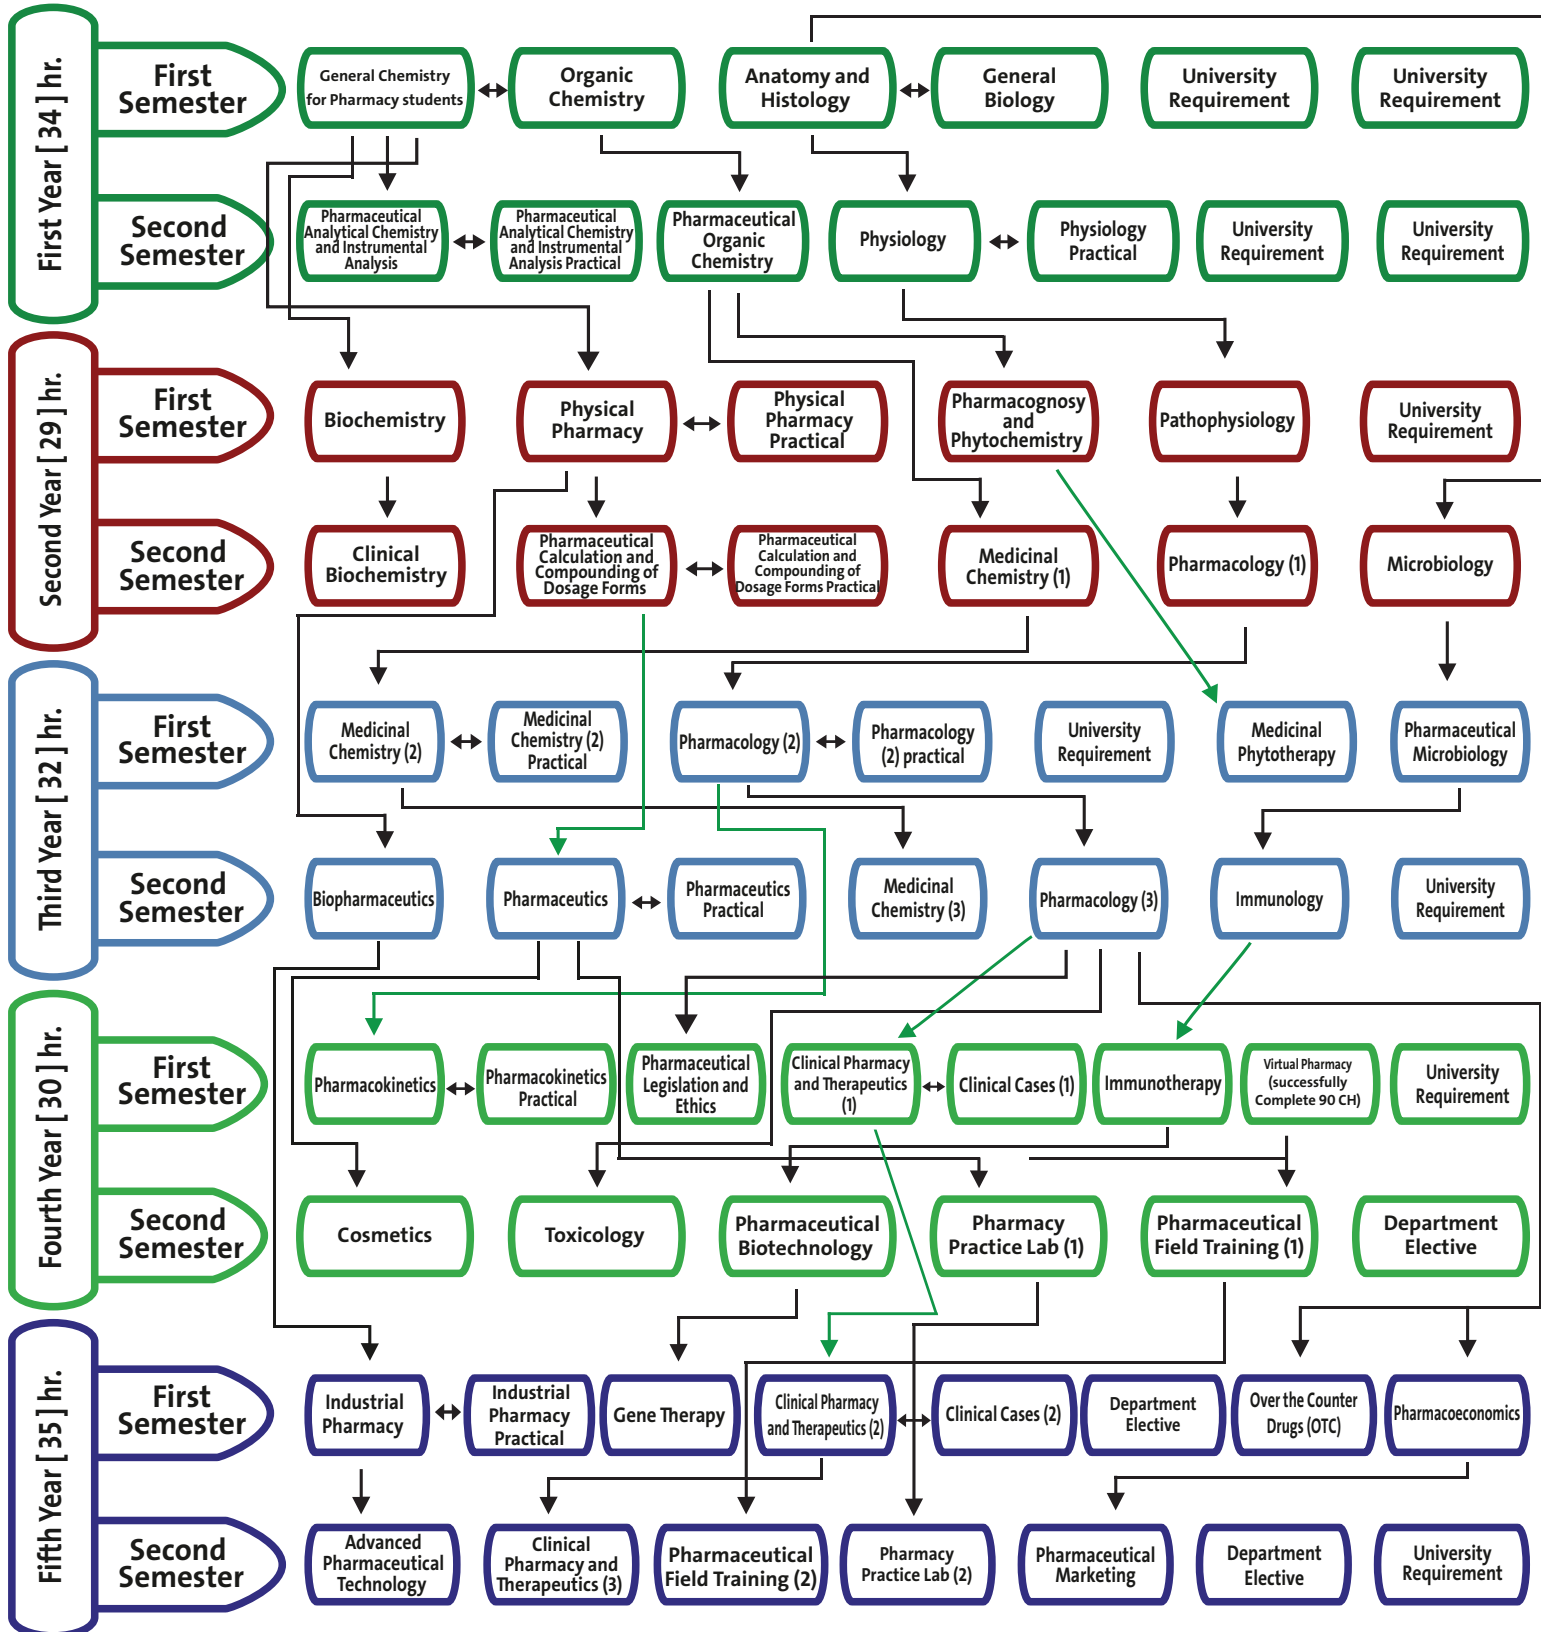 First Year [ 34 ] hr.
First
Semester
General Chemistry
for Pharmacy students
Organic
Chemistry
Anatomy and
Histology
General
Biology
University
Requirement
University
Requirement
Second
Semester
Pharmaceutical
Analytical Chemistry
and Instrumental
Analysis
Pharmaceutical
Analytical Chemistry
and Instrumental
Analysis Practical
Pharmaceutical
Organic
Chemistry
Physiology
Physiology
Practical
University
Requirement
University
Requirement
Second Year [ 29 ] hr.
First
Semester
Biochemistry
Physical
Pharmacy
Physical
Pharmacy
Practical
Pharmacognosy
and
Phytochemistry
Pathophysiology
University
Requirement
Second
Semester
Clinical
Biochemistry
Pharmaceutical
Calculation and
Compounding of
Dosage Forms
Pharmaceutical
Calculation and
Compounding of
Dosage Forms Practical
Medicinal
Chemistry (1)
Pharmacology (1)
Microbiology
Third Year [ 32 ] hr.
First
Semester
Medicinal
Chemistry (2)
Medicinal
Chemistry (2)
Practical
Pharmacology (2)
Pharmacology
(2) practical
University
Requirement
Medicinal
Phytotherapy
Pharmaceutical
Microbiology
Second
Semester
Biopharmaceutics
Pharmaceutics
Pharmaceutics
Practical
Medicinal
Chemistry (3)
Pharmacology (3)
Immunology
University
Requirement
Fourth Year [ 30 ] hr.
First
Semester
Pharmacokinetics
Pharmacokinetics
Practical
Pharmaceutical
Legislation and
Ethics
Clinical Pharmacy
and Therapeutics
(1)
Clinical Cases (1)
Immunotherapy
Virtual Pharmacy
(successfully
Complete 90 CH)
University
Requirement
Second
Semester
Cosmetics
Toxicology
Pharmaceutical
Biotechnology
Pharmacy
Practice Lab (1)
Pharmaceutical
Field Training (1)
Department
Elective
Fifth Year [ 35 ] hr.
First
Semester
Industrial
Pharmacy
Industrial
Pharmacy
Practical
Gene Therapy
Clinical Pharmacy
and Therapeutics (2)
Clinical Cases (2)
Department
Elective
Over the Counter
Drugs (OTC)
Pharmacoeconomics
Second
Semester
Advanced
Pharmaceutical
Technology
Clinical
Pharmacy and
Therapeutics (3)
Pharmaceutical
Field Training (2)
Pharmacy
Practice Lab (2)
Pharmaceutical
Marketing
Department
Elective
University
Requirement